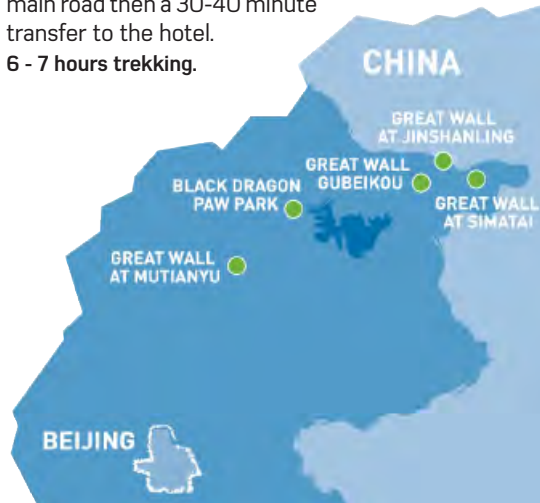 main road then a 30-40 minute
transfer to the hotel.
6 - 7 hours trekking.
CHINA
GREAT WALL
AT JINSHANLING
GREAT WALL
GUBEIKOU
BLACK DRAGON
PAW PARK
GREAT WALL
AT SIMATAI
GREAT WALL
AT MUTIANYU
BEIJING